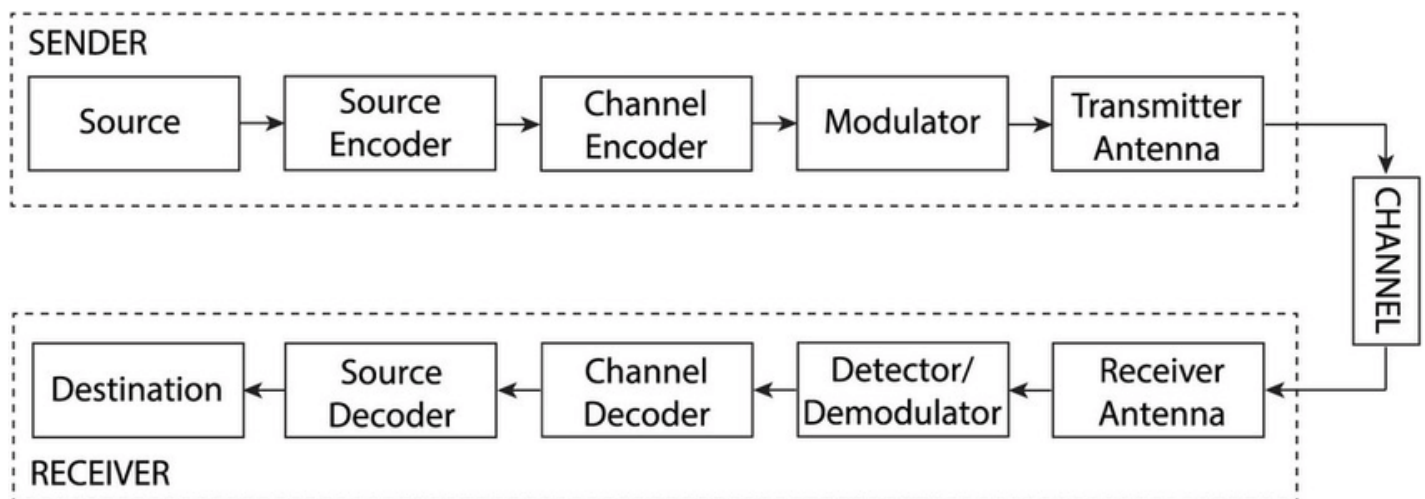 SENDER
Source
Source
Encoder
Channel
Encoder
Modulator
Transmitter
Antenna
CHANNEL
Destination
Source
Decoder
Channel
Decoder
Detector/
Demodulator
Receiver
Antenna
RECEIVER